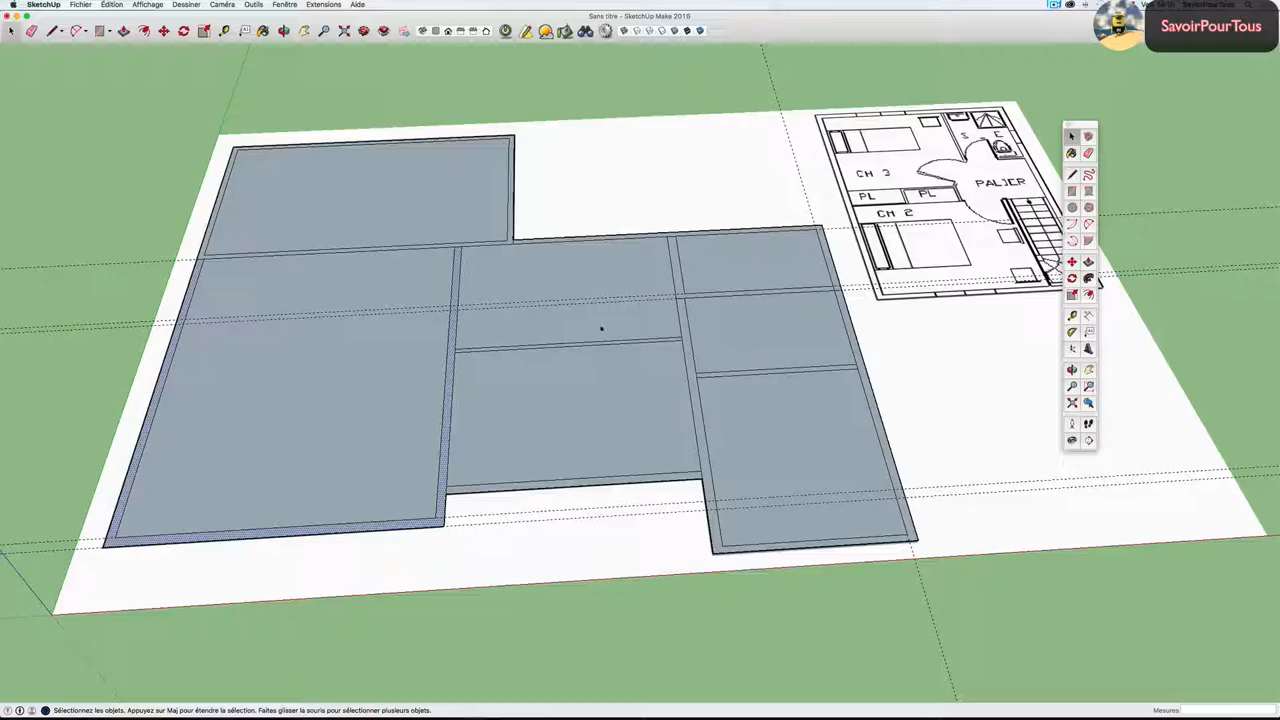 SketchUp Fichier Édition Affichage Dessiner Caméra Outils Fenêtre Extensions Aide
Sans titre - SketchUp Make 2016
SavoirPourTous
CH 3
S E
PALIER
PL PL
CH 2
Sélectionnez les objets. Appuyez sur Maj pour étendre la sélection. Faites glisser la souris pour sélectionner plusieurs objets.
Mesures